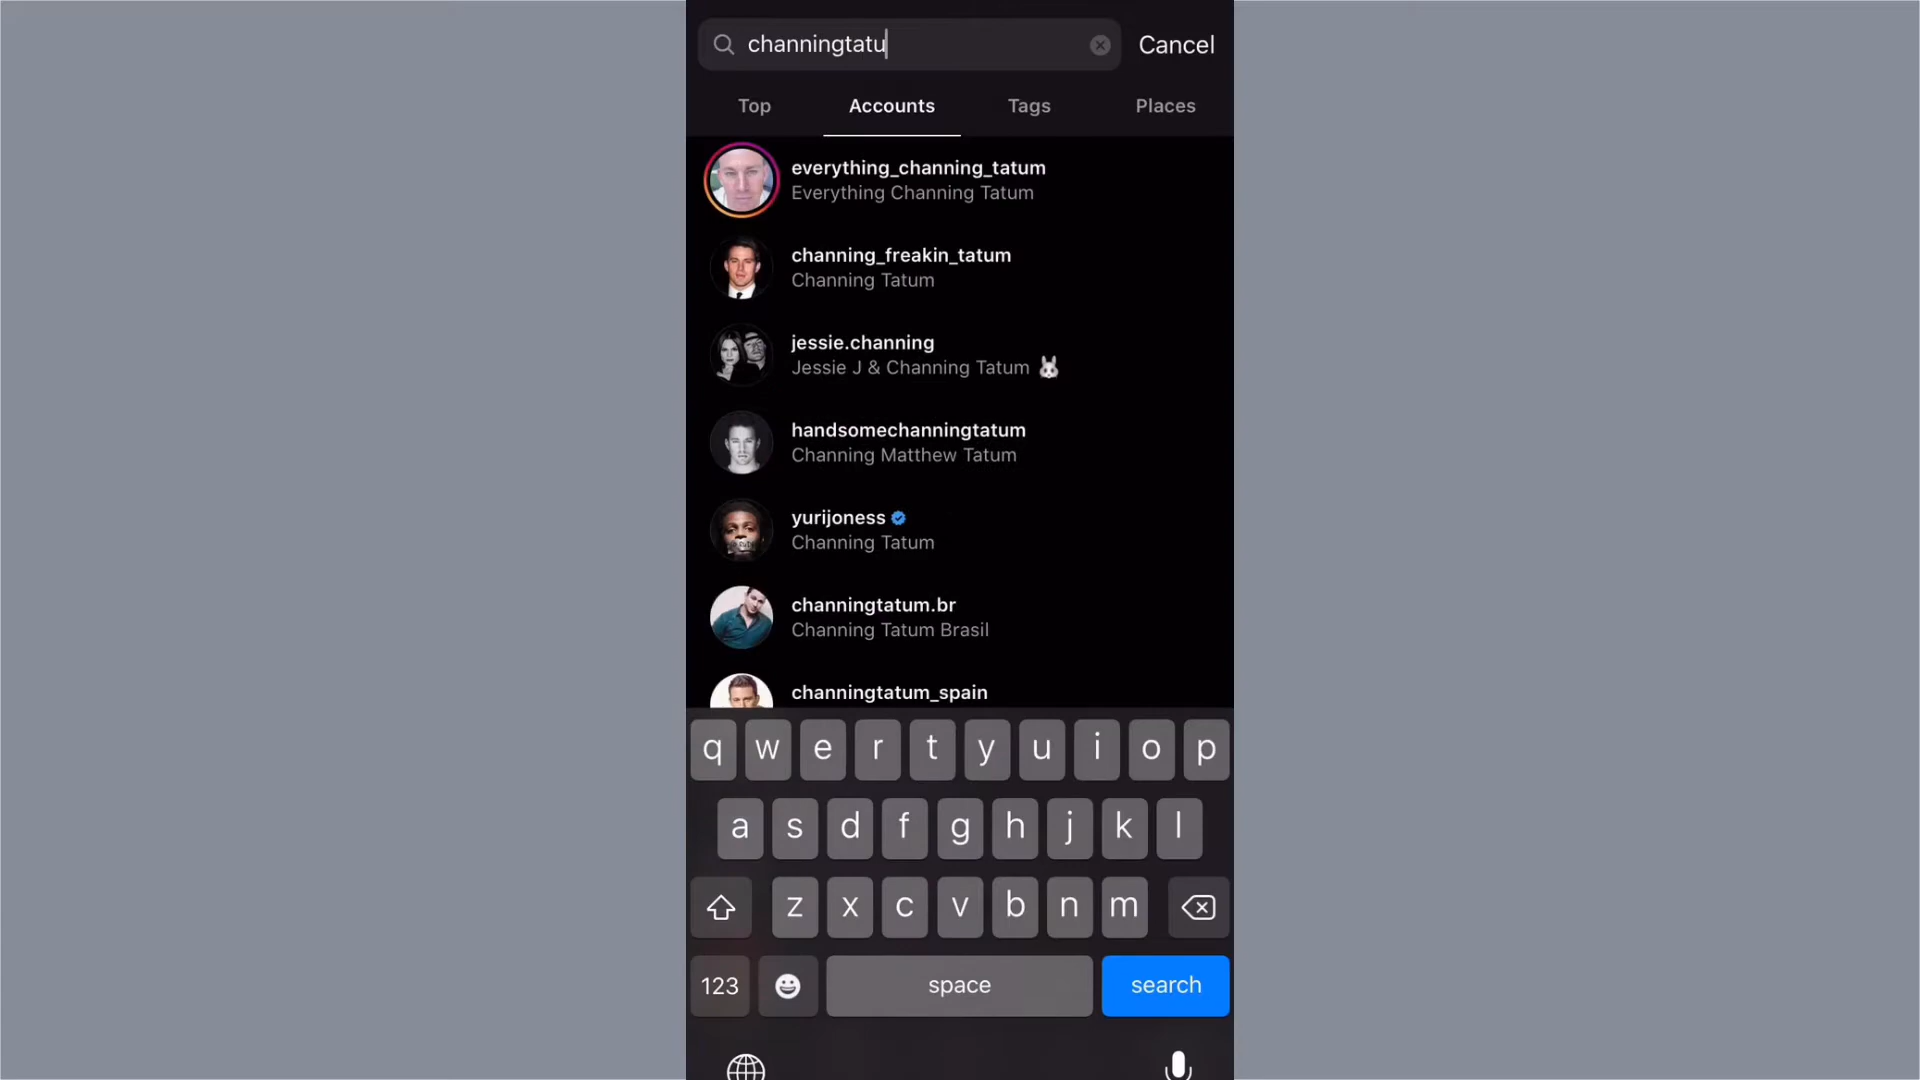 channingtatu
Cancel
Top
Accounts
Tags
Places
everything_channing_tatum
Everything Channing Tatum
channing_freakin_tatum
Channing Tatum
jessie.channing
Jessie J & Channing Tatum 🐰
handsomechanningtatum
Channing Matthew Tatum
yurijoness
Channing Tatum
channingtatum.br
Channing Tatum Brasil
channingtatum_spain
q w e r t y u i o p
a s d f g h j k l
z x c v b n m
123
space
search